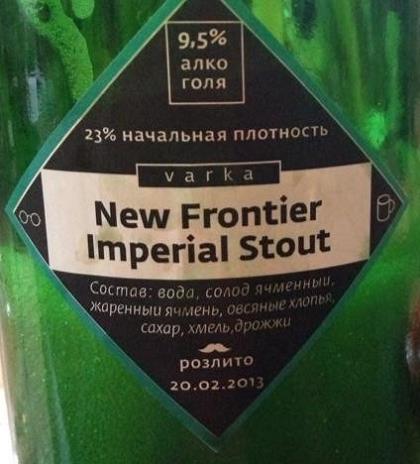 9,5%
алко
голя
23% начальная плотность
varka
New Frontier
Imperial Stout
Состав: вода, солод ячменный,
жаренный ячмень, овсяные хлопья,
сахар, хмель,дрожжи
розлито
20.02.2013